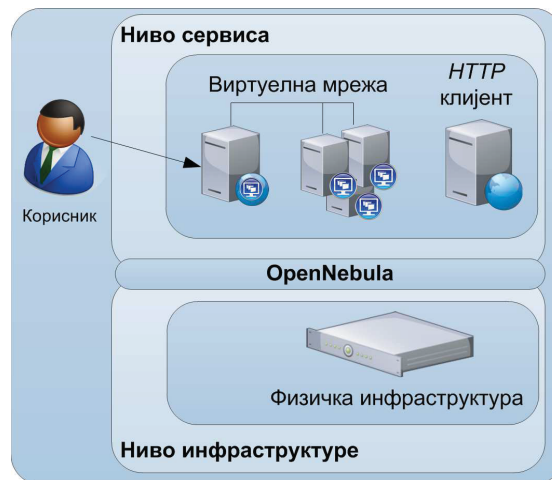 Ниво сервиса
Виртуелна мрежа
HTTP
клијент
Корисник
OpenNebula
Физичка инфраструктура
Ниво инфраструктуре